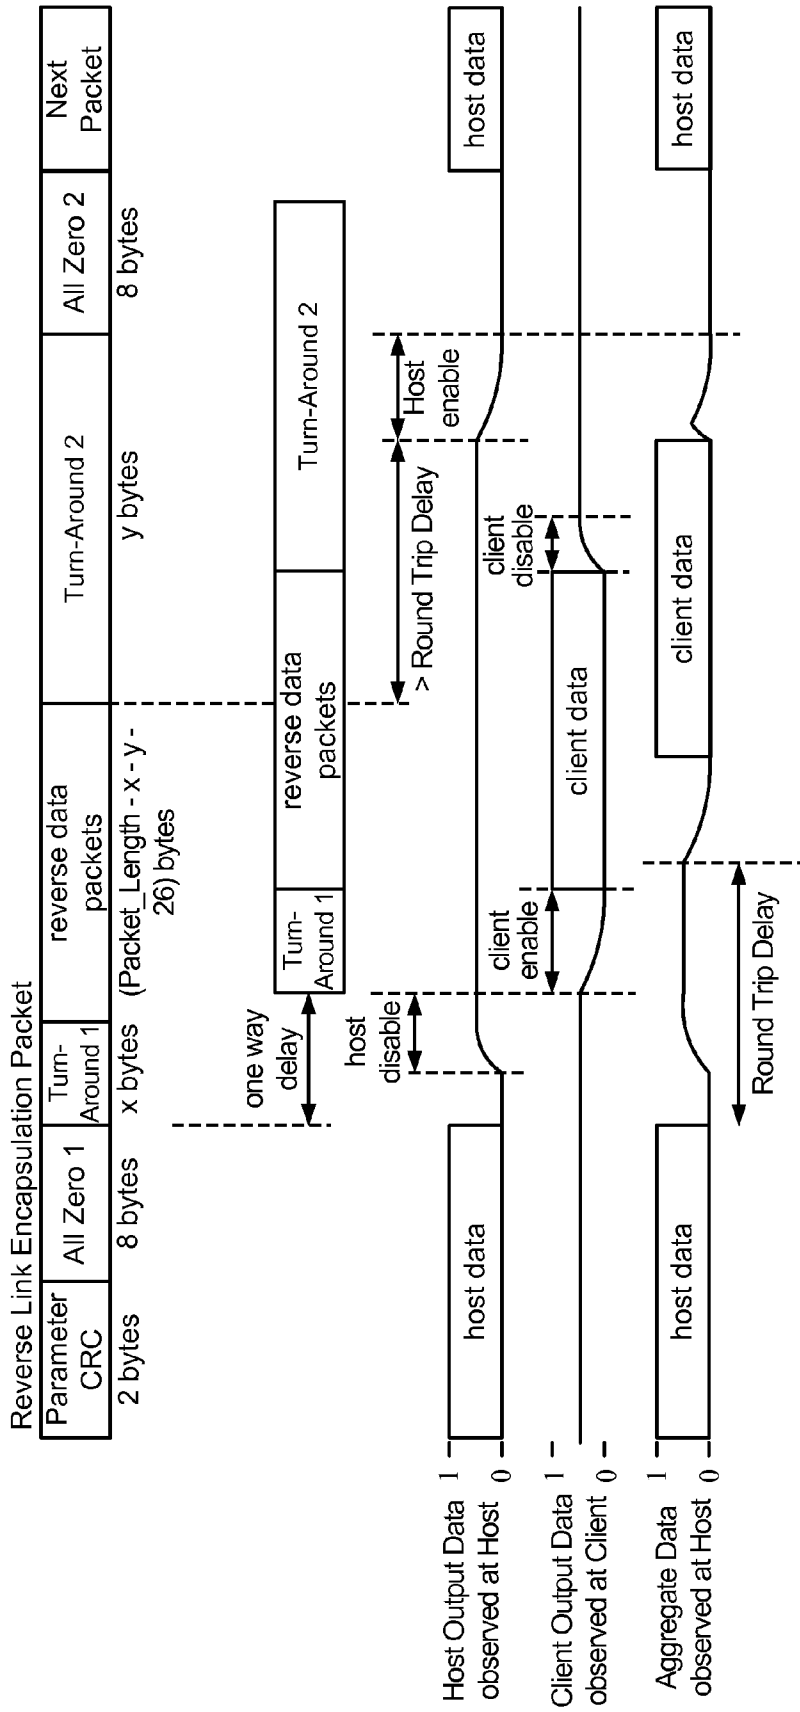 Reverse Link Encapsulation Packet
Parameter
CRC
All Zero 1
Turn-
Around 1
reverse data
packets
Turn-Around 2
All Zero 2
Next
Packet
2 bytes
8 bytes
x bytes
(Packet_Length - x - y -
26) bytes
y bytes
8 bytes
one way
delay
Turn-
Around 1
reverse data
packets
Turn-Around 2
host
disable
> Round Trip Delay
Host
enable
Host Output Data
observed at Host
1
0
host data
host data
client
enable
client
disable
Client Output Data
observed at Client
1
0
client data
Aggregate Data
observed at Host
1
0
host data
client data
host data
Round Trip Delay